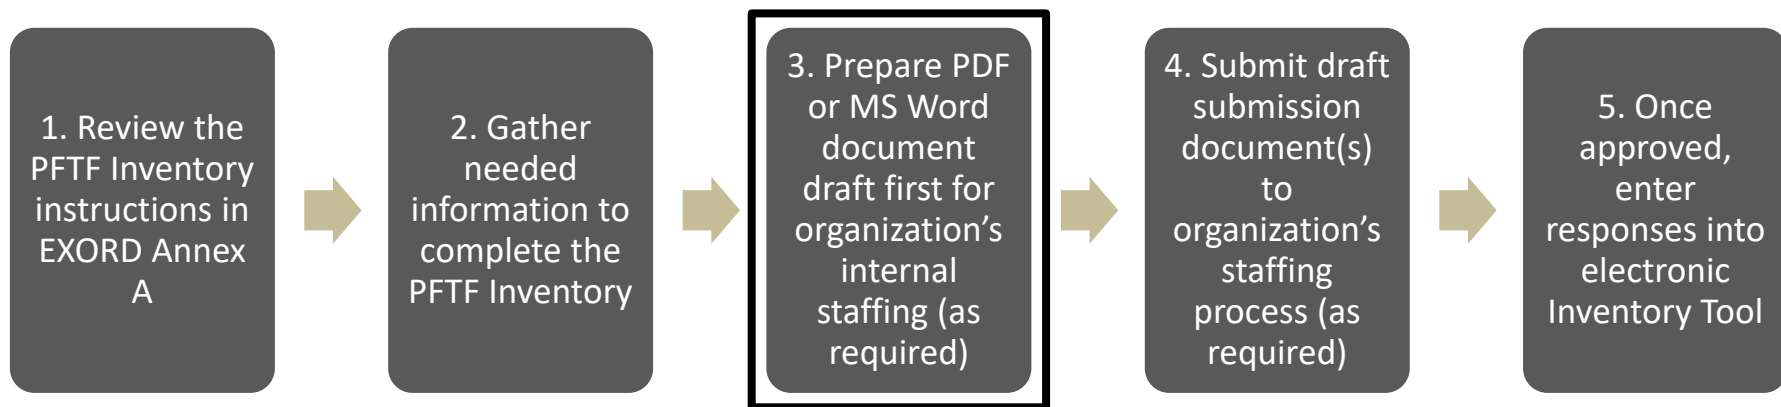 1. Review the
PFTF Inventory
instructions in
EXORD Annex
A
2. Gather
needed
information to
complete the
PFTF Inventory
3. Prepare PDF
or MS Word
document
draft first for
organization’s
internal
staffing (as
required)
4. Submit draft
submission
document(s)
to
organization’s
staffing
process (as
required)
5. Once
approved,
enter
responses into
electronic
Inventory Tool